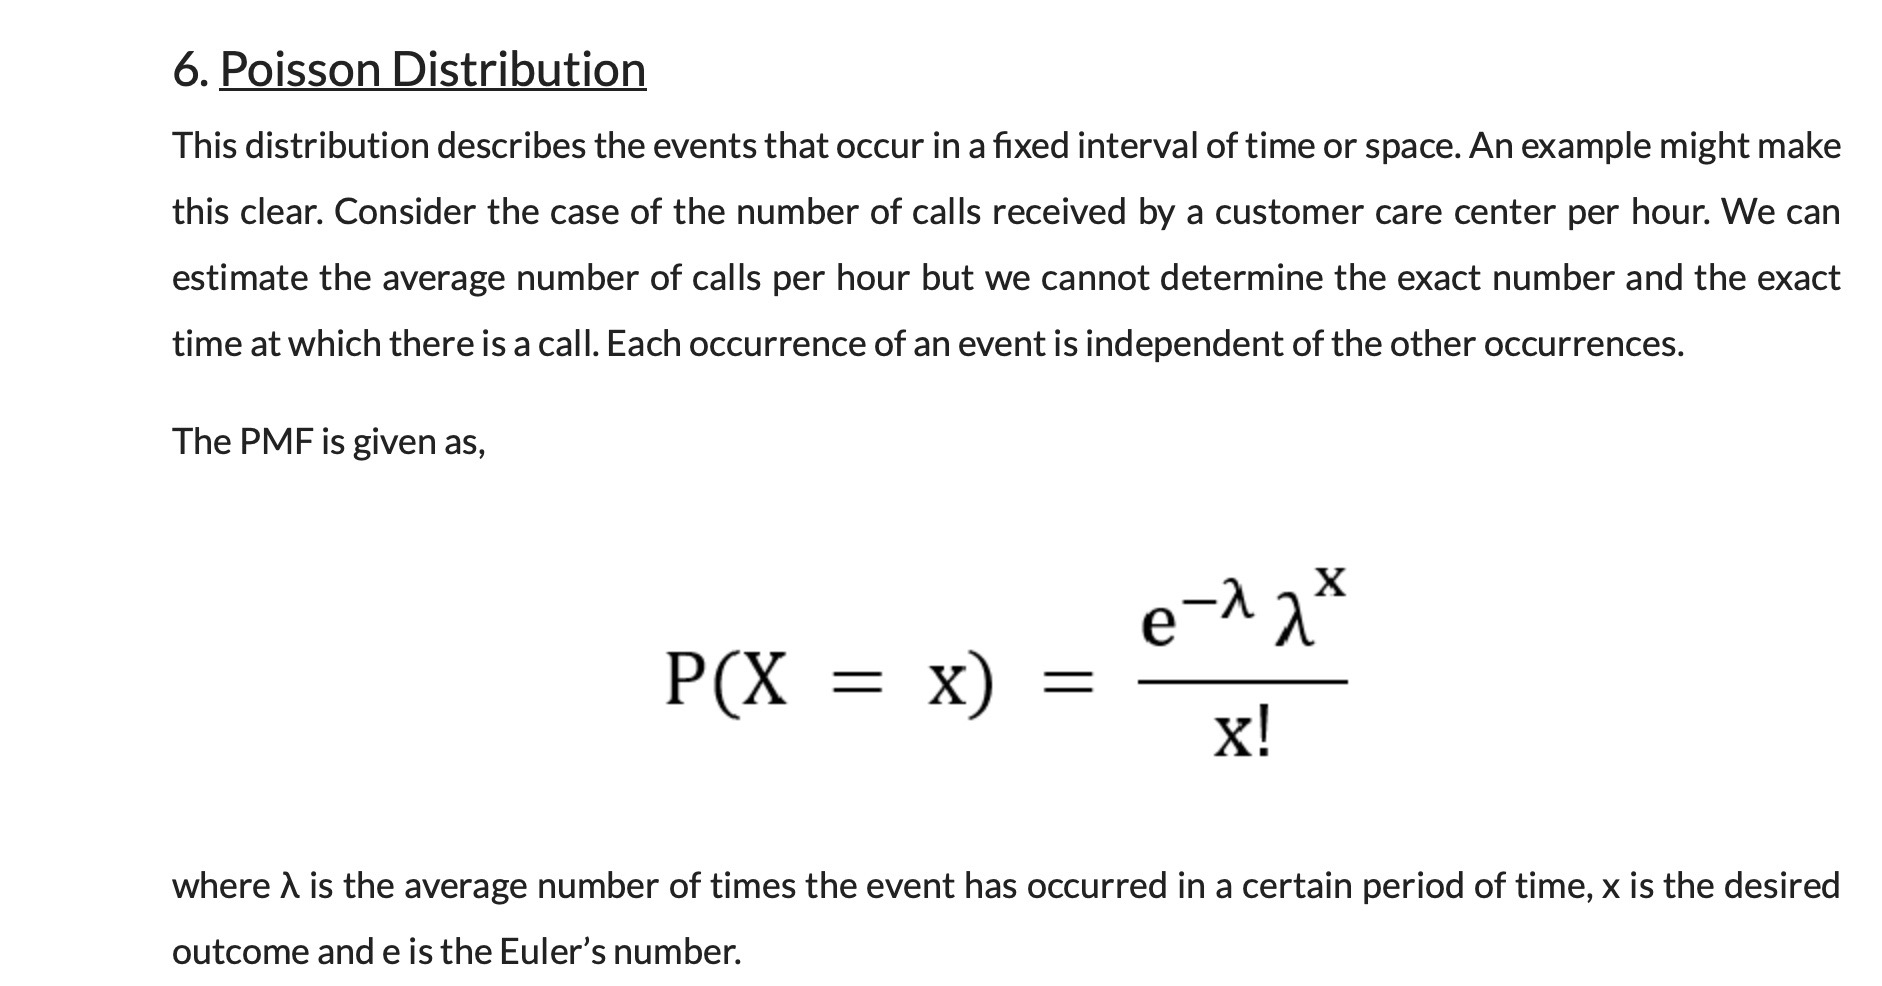 6. Poisson Distribution
This distribution describes the events that occur in a fixed interval of time or space. An example might make
this clear. Consider the case of the number of calls received by a customer care center per hour. We can
estimate the average number of calls per hour but we cannot determine the exact number and the exact
time at which there is a call. Each occurrence of an event is independent of the other occurrences.
The PMF is given as,
P(X = x) = e^{−λ} λ^x / x!
where λ is the average number of times the event has occurred in a certain period of time, x is the desired
outcome and e is the Euler’s number.